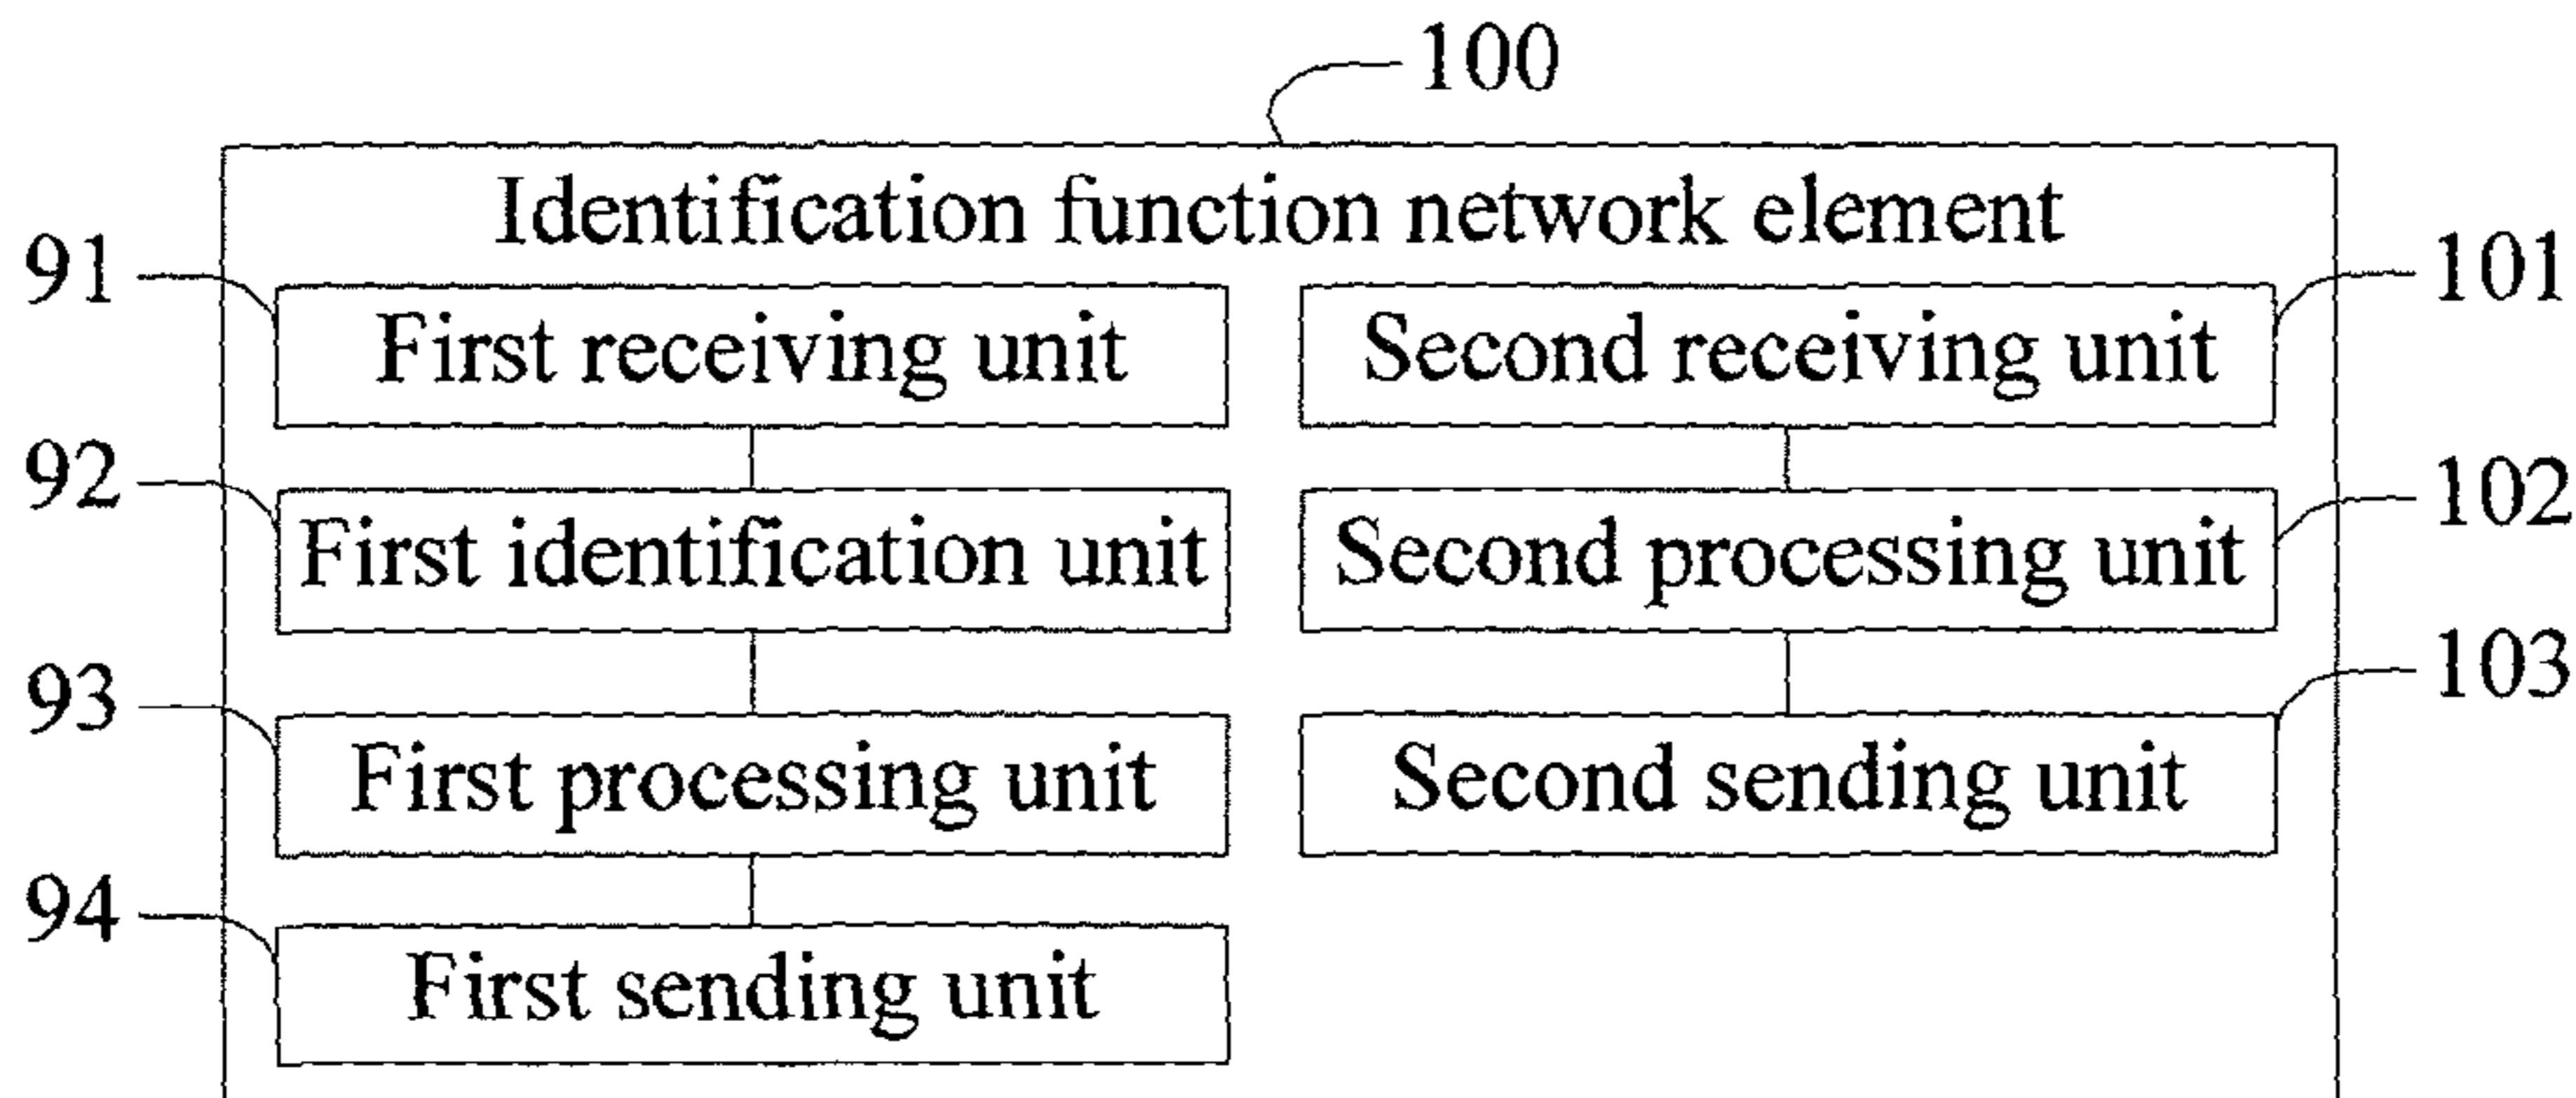 100
Identification function network element
91
First receiving unit
Second receiving unit
101
92
First identification unit
Second processing unit
102
93
First processing unit
Second sending unit
103
94
First sending unit